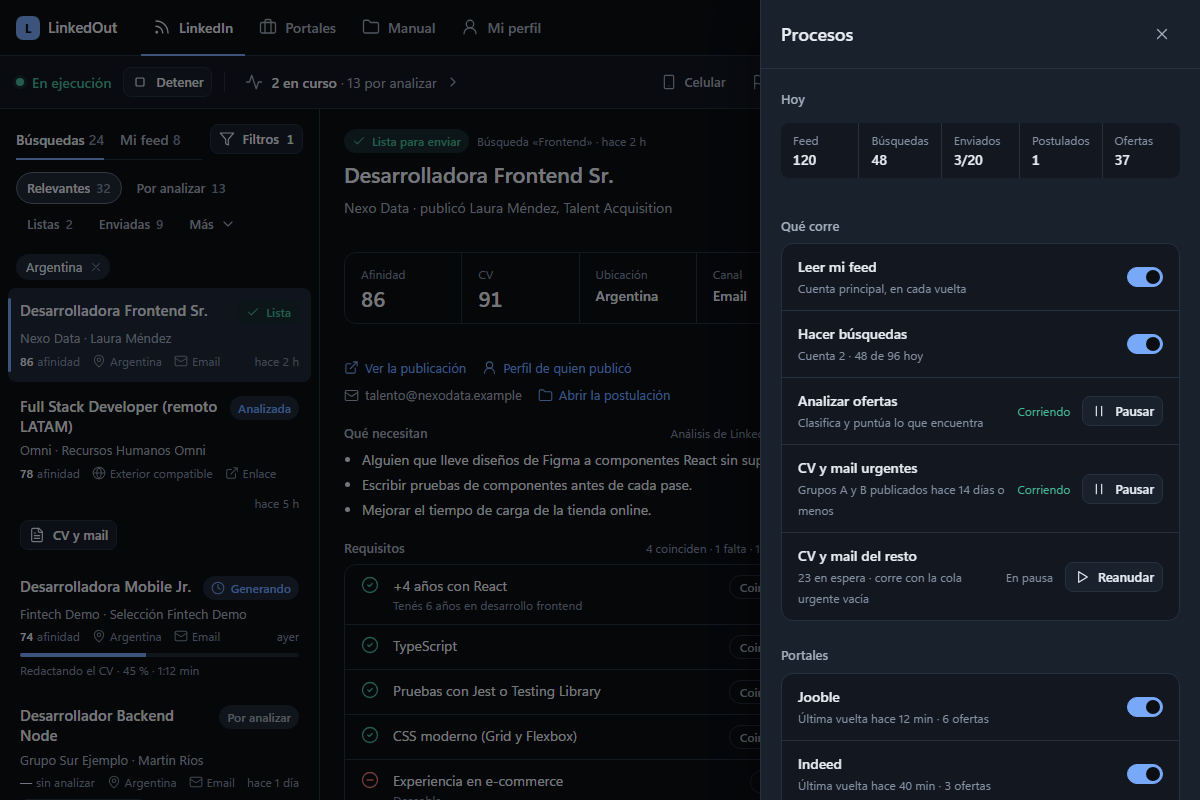 L LinkedOut
LinkedIn
Portales
Manual
Mi perfil
En ejecución
Detener
2 en curso · 13 por analizar
Celular
Búsquedas 24
Mi feed 8
Filtros 1
Relevantes 32
Por analizar 13
Listas 2
Enviadas 9
Más
Argentina
Desarrolladora Frontend Sr.
Lista
Nexo Data · Laura Méndez
86 afinidad
Argentina
Email
hace 2 h
Full Stack Developer (remoto
LATAM)
Analizada
Omni · Recursos Humanos Omni
78 afinidad
Exterior compatible
Enlace
hace 5 h
CV y mail
Desarrolladora Mobile Jr.
Generando
Fintech Demo · Selección Fintech Demo
74 afinidad
Argentina
Email
ayer
Redactando el CV · 45 % · 1:12 min
Desarrollador Backend
Node
Por analizar
Grupo Sur Ejemplo · Martín Ríos
— sin analizar
Argentina
Email
hace 1 día
Lista para enviar
Búsqueda «Frontend» · hace 2 h
Desarrolladora Frontend Sr.
Nexo Data · publicó Laura Méndez, Talent Acquisition
Afinidad
86
CV
91
Ubicación
Argentina
Canal
Email
Ver la publicación
Perfil de quien publicó
talento@nexodata.example
Abrir la postulación
Qué necesitan
Análisis de Linked
• Alguien que lleve diseños de Figma a componentes React sin sup
• Escribir pruebas de componentes antes de cada pase.
• Mejorar el tiempo de carga de la tienda online.
Requisitos
4 coinciden · 1 falta · 1
+4 años con React
Tenés 6 años en desarrollo frontend
Coin
TypeScript
Coin
Pruebas con Jest o Testing Library
Coin
CSS moderno (Grid y Flexbox)
Coin
Experiencia en e-commerce
Procesos
Hoy
Feed
120
Búsquedas
48
Enviados
3/20
Postulados
1
Ofertas
37
Qué corre
Leer mi feed
Cuenta principal, en cada vuelta
Hacer búsquedas
Cuenta 2 · 48 de 96 hoy
Analizar ofertas
Clasifica y puntúa lo que encuentra
Corriendo
Pausar
CV y mail urgentes
Grupos A y B publicados hace 14 días o
menos
Corriendo
Pausar
CV y mail del resto
23 en espera · corre con la cola
urgente vacía
En pausa
Reanudar
Portales
Jooble
Última vuelta hace 12 min · 6 ofertas
Indeed
Última vuelta hace 40 min · 3 ofertas